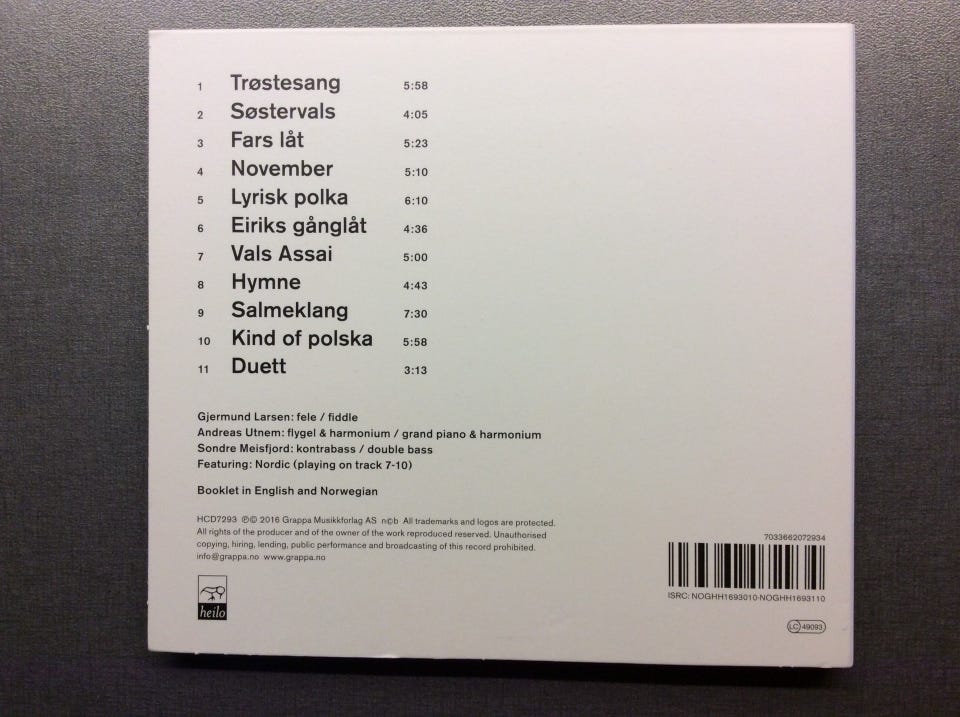 1 Trøstesang 5:58
2 Søstervals 4:05
3 Fars låt 5:23
4 November 5:10
5 Lyrisk polka 6:10
6 Eiriks gånglåt 4:36
7 Vals Assai 5:00
8 Hymne 4:43
9 Salmeklang 7:30
10 Kind of polska 5:58
11 Duett 3:13
Gjermund Larsen: fele / fiddle
Andreas Utnem: flygel & harmonium / grand piano & harmonium
Sondre Meisfjord: kontrabass / double bass
Featuring: Nordic (playing on track 7-10)
Booklet in English and Norwegian
HCD7293 ℗© 2016 Grappa Musikkforlag AS n©b All trademarks and logos are protected.
All rights of the producer and of the owner of the work reproduced reserved. Unauthorised
copying, hiring, lending, public performance and broadcasting of this record prohibited.
info@grappa.no www.grappa.no
heilo
7033662072934
ISRC: NOGHH1693010-NOGHH1693110
LC 49093